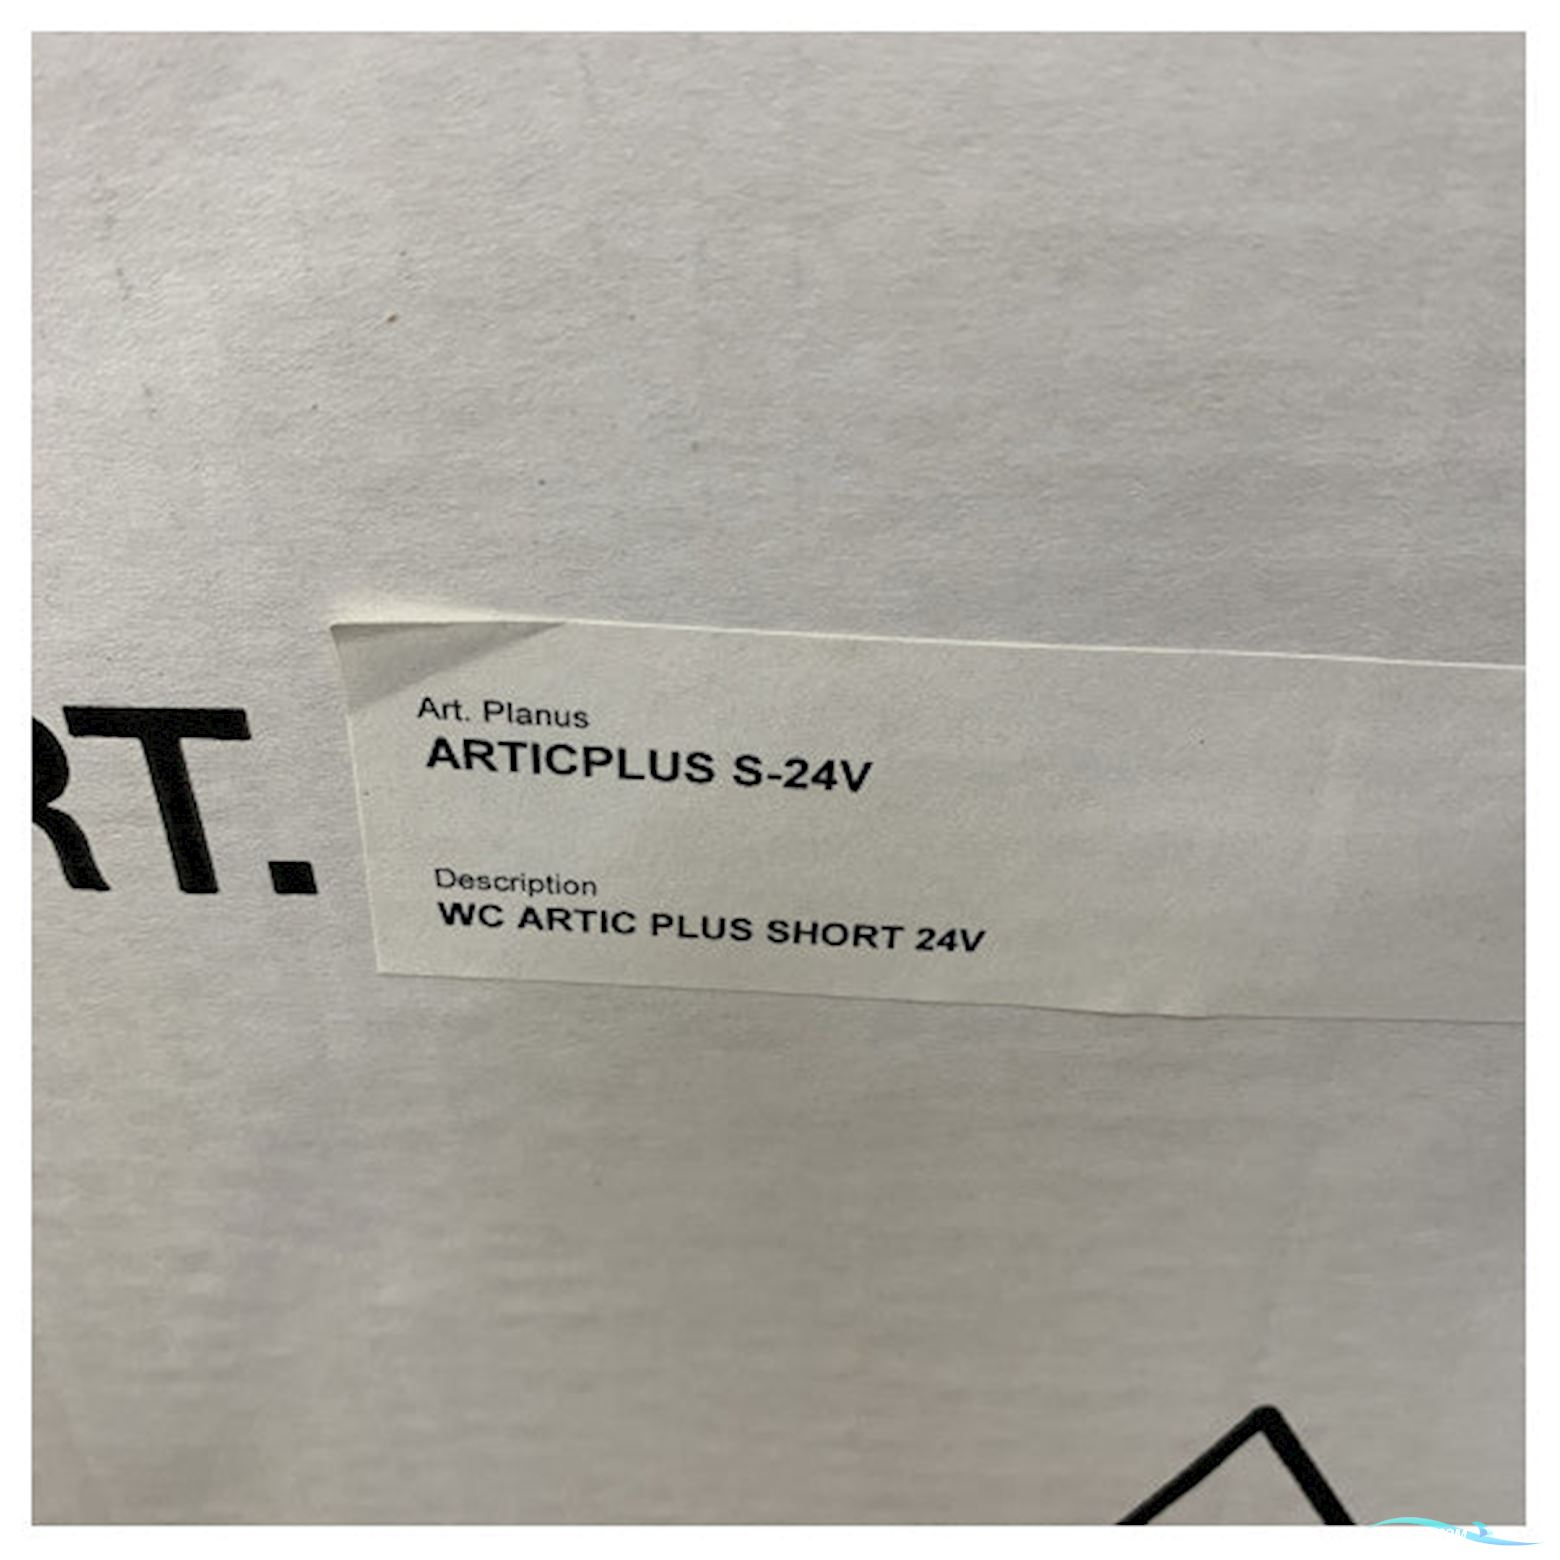 RT.
Art. Planus
ARTICPLUS S-24V
Description
WC ARTIC PLUS SHORT 24V